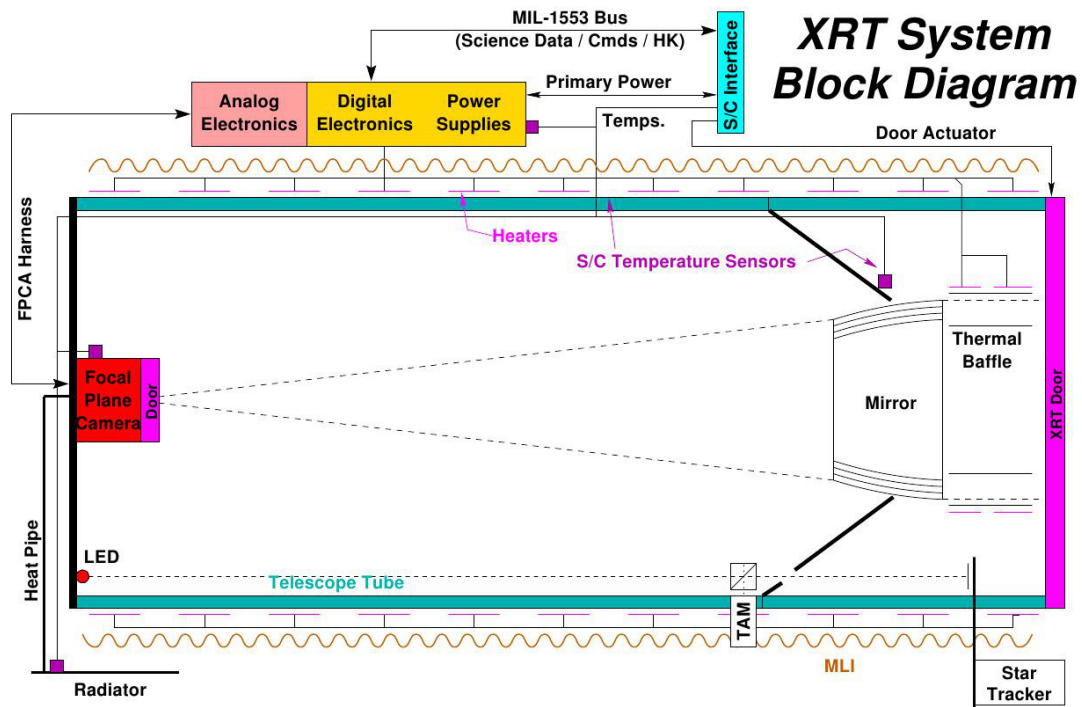 XRT System
Block Diagram
MIL-1553 Bus
(Science Data / Cmds / HK)
S/C Interface
Primary Power
Analog
Electronics
Digital
Electronics
Power
Supplies
Temps.
Door Actuator
FPCA Harness
Heaters
S/C Temperature Sensors
Thermal
Baffle
Focal
Plane
Camera
Door
Mirror
XRT Door
Heat Pipe
LED
Telescope Tube
TAM
MLI
Radiator
Star
Tracker